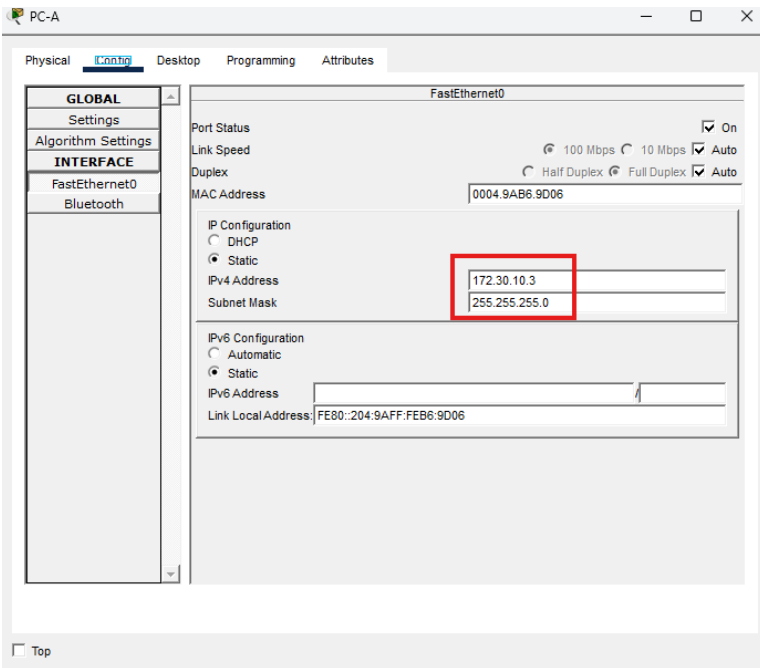 PC-A
Physical Config Desktop Programming Attributes
GLOBAL
Settings
Algorithm Settings
INTERFACE
FastEthernet0
Bluetooth
FastEthernet0
Port Status On
Link Speed 100 Mbps 10 Mbps Auto
Duplex Half Duplex Full Duplex Auto
MAC Address 0004.9AB6.9D06
IP Configuration
DHCP
Static
IPv4 Address 172.30.10.3
Subnet Mask 255.255.255.0
IPv6 Configuration
Automatic
Static
IPv6 Address /
Link Local Address: FE80::204:9AFF:FEB6:9D06
Top